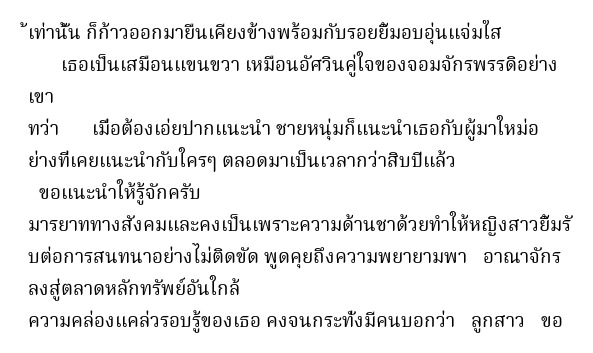 ้เท่านั้น ก็ก้าวออกมายืนเคียงข้างพร้อมกับรอยยิ้มอบอุ่นแจ่มใส
เธอเป็นเสมือนแขนขวา เหมือนอัศวินคู่ใจของจอมจักรพรรดิอย่าง
เขา
ทว่า เมื่อต้องเอ่ยปากแนะนำ ชายหนุ่มก็แนะนำเธอกับผู้มาใหม่อ
ย่างที่เคยแนะนำกับใครๆ ตลอดมาเป็นเวลากว่าสิบปีแล้ว
ขอแนะนำให้รู้จักครับ
มารยาททางสังคมและคงเป็นเพราะความด้านชาด้วยทำให้หญิงสาวยิ้มรั
บต่อการสนทนาอย่างไม่ติดขัด พูดคุยถึงความพยายามพา อาณาจักร
ลงสู่ตลาดหลักทรัพย์อันใกล้
ความคล่องแคล่วรอบรู้ของเธอ คงจนกระทั่งมีคนบอกว่า ลูกสาว ขอ